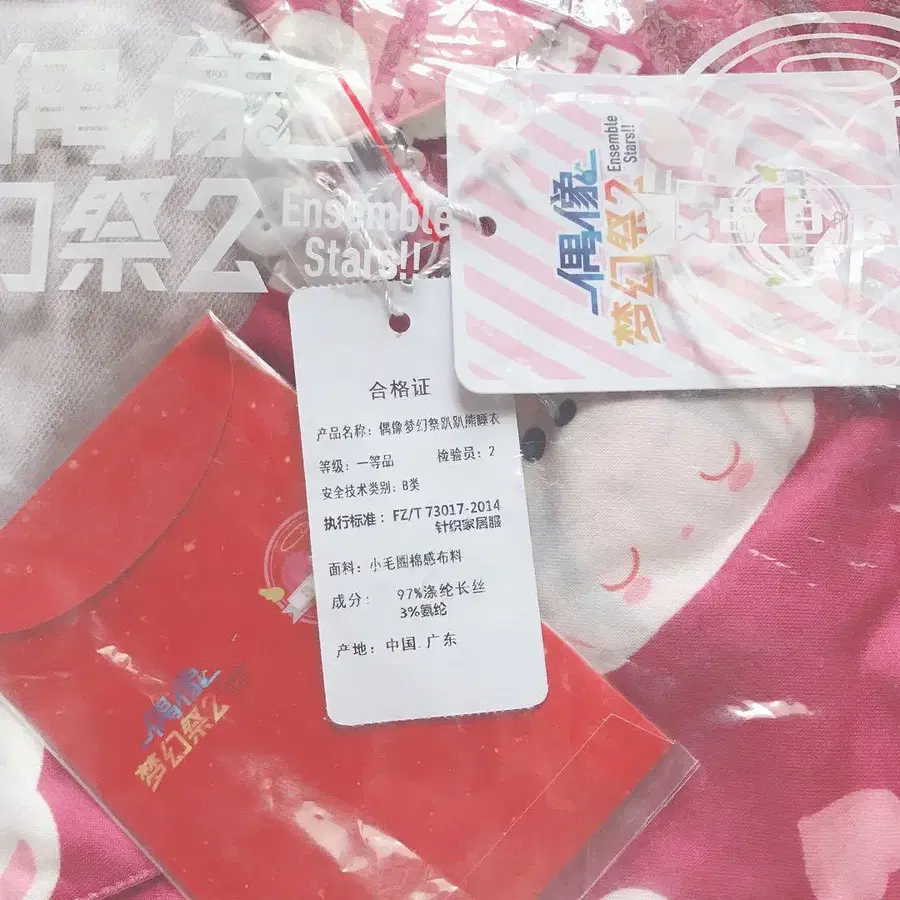 偶像
幻祭2
Ensemble
Stars!!
偶像
梦幻祭2
Ensemble
Stars!!
合格证
产品名称：偶像梦幻祭趴趴熊睡衣
等级：一等品 检验员：2
安全技术类别：B类
执行标准：FZ/T 73017-2014
针织家居服
面料：小毛圈棉感布料
成分： 97%涤纶长丝
3%氨纶
产地：中国.广东
偶像
梦幻祭2